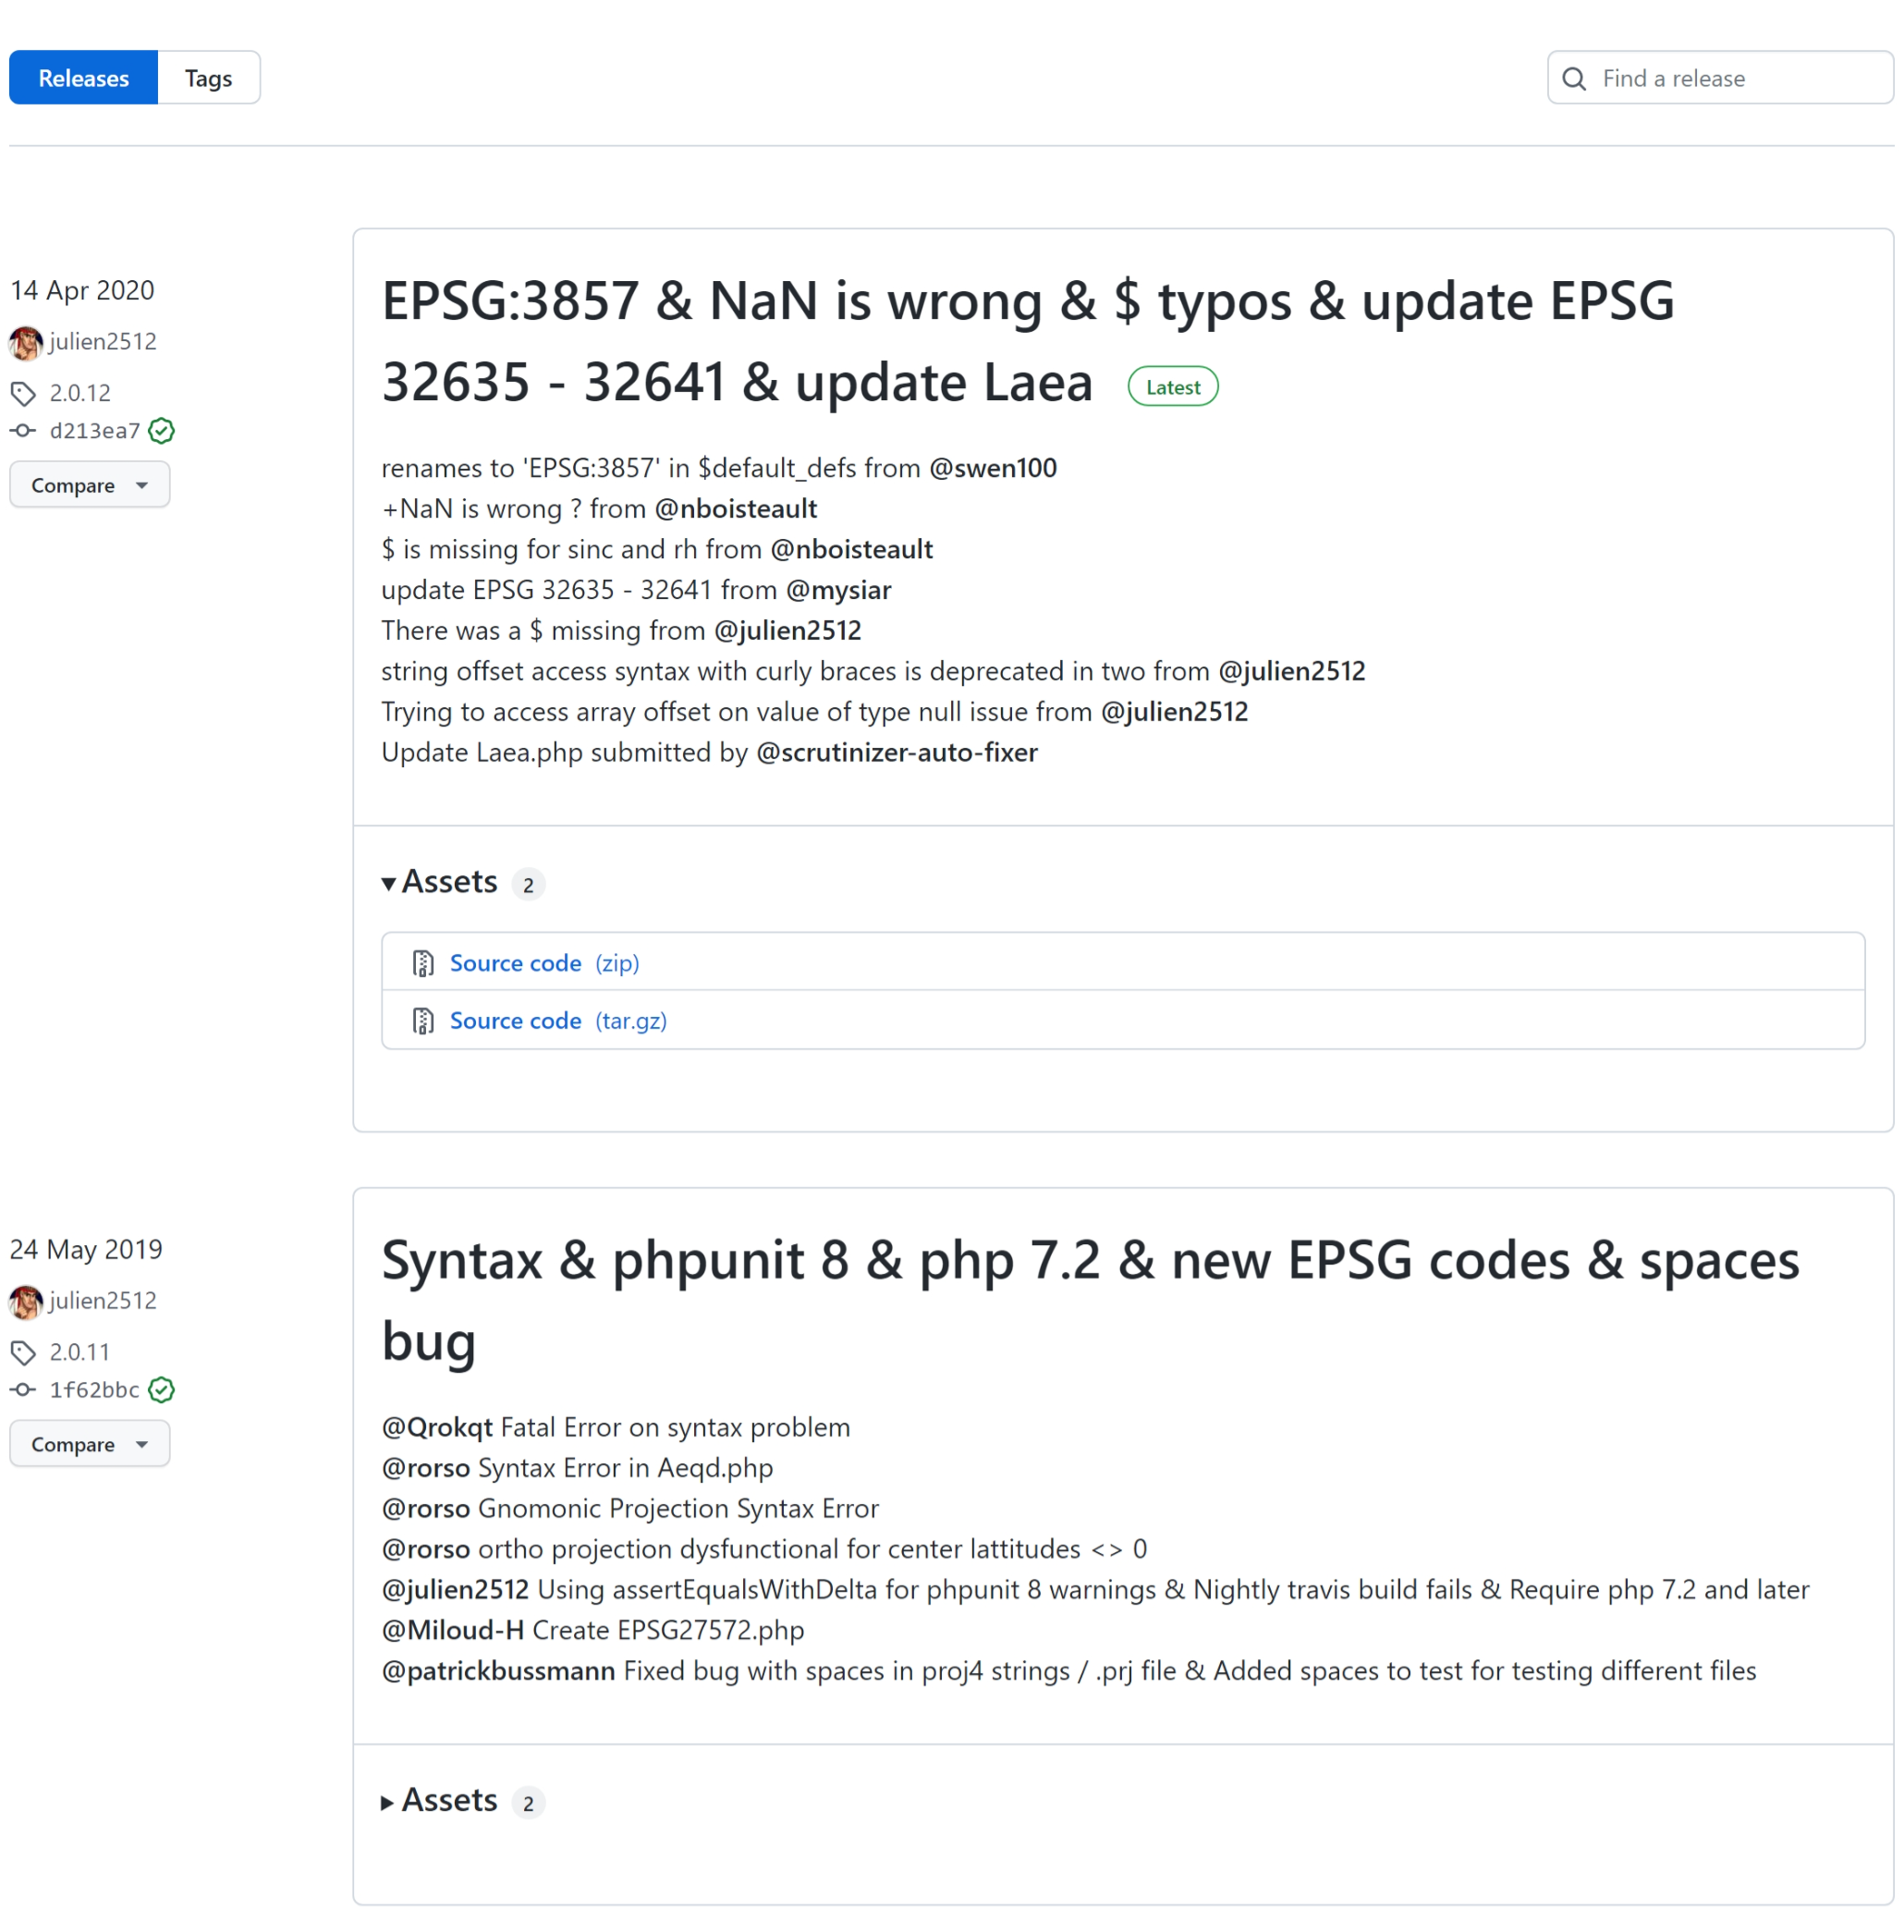 Releases Tags Find a release
14 Apr 2020
julien2512
2.0.12
d213ea7
Compare
EPSG:3857 & NaN is wrong & $ typos & update EPSG
32635 - 32641 & update Laea Latest
renames to 'EPSG:3857' in $default_defs from @swen100
+NaN is wrong ? from @nboisteault
$ is missing for sinc and rh from @nboisteault
update EPSG 32635 - 32641 from @mysiar
There was a $ missing from @julien2512
string offset access syntax with curly braces is deprecated in two from @julien2512
Trying to access array offset on value of type null issue from @julien2512
Update Laea.php submitted by @scrutinizer-auto-fixer
Assets 2
Source code (zip)
Source code (tar.gz)
24 May 2019
julien2512
2.0.11
1f62bbc
Compare
Syntax & phpunit 8 & php 7.2 & new EPSG codes & spaces
bug
@Qrokqt Fatal Error on syntax problem
@rorso Syntax Error in Aeqd.php
@rorso Gnomonic Projection Syntax Error
@rorso ortho projection dysfunctional for center lattitudes <> 0
@julien2512 Using assertEqualsWithDelta for phpunit 8 warnings & Nightly travis build fails & Require php 7.2 and later
@Miloud-H Create EPSG27572.php
@patrickbussmann Fixed bug with spaces in proj4 strings / .prj file & Added spaces to test for testing different files
Assets 2